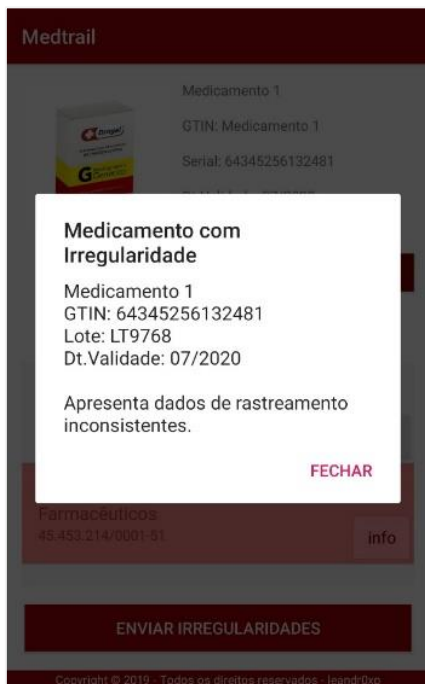 Medtrail
Medicamento 1
GTIN: Medicamento 1
Serial: 64345256132481
Medicamento com
Irregularidade
Medicamento 1
GTIN: 64345256132481
Lote: LT9768
Dt.Validade: 07/2020
Apresenta dados de rastreamento
inconsistentes.
FECHAR
Farmacêuticos
45.453.214/0001-51
info
ENVIAR IRREGULARIDADES
Copyright © 2019 - Todos os direitos reservados - leandr0xp